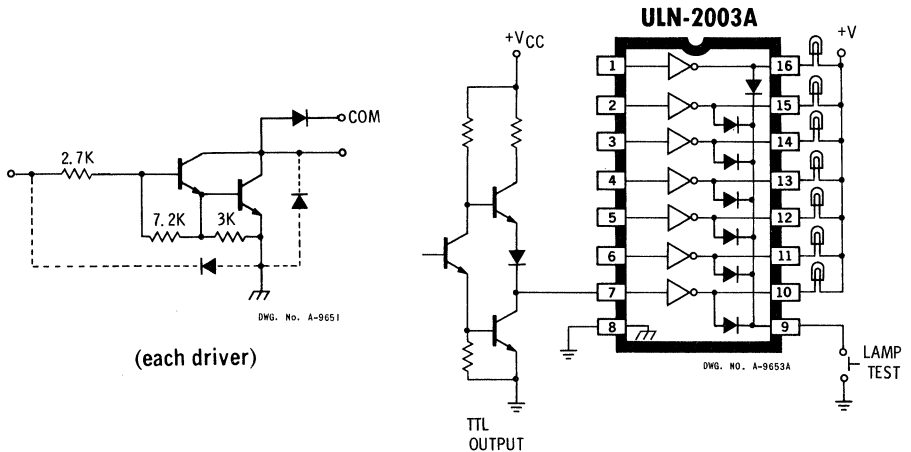 ULN-2003A
+VCC
+V
1
16
2
15
3
14
4
13
5
12
6
11
7
10
8
9
COM
2.7K
7.2K
3K
DWG. No. A-9651
(each driver)
DWG. NO. A-9653A
LAMP
TEST
TTL
OUTPUT